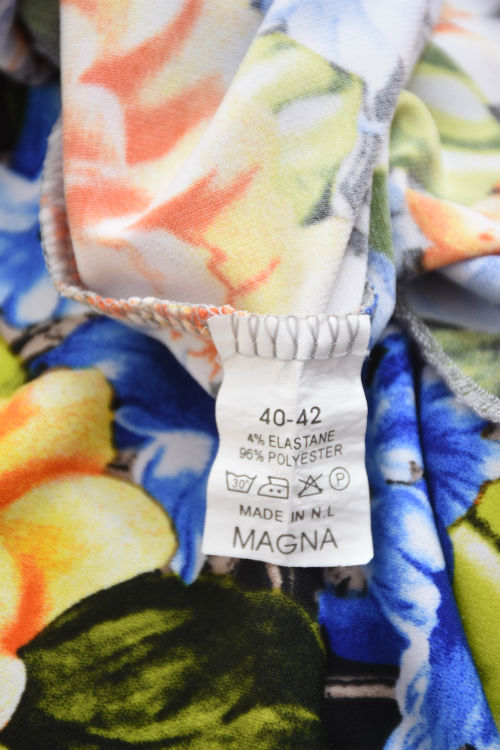 40-42
4% ELASTANE
96% POLYESTER
30° P
MADE IN N.L
MAGNA